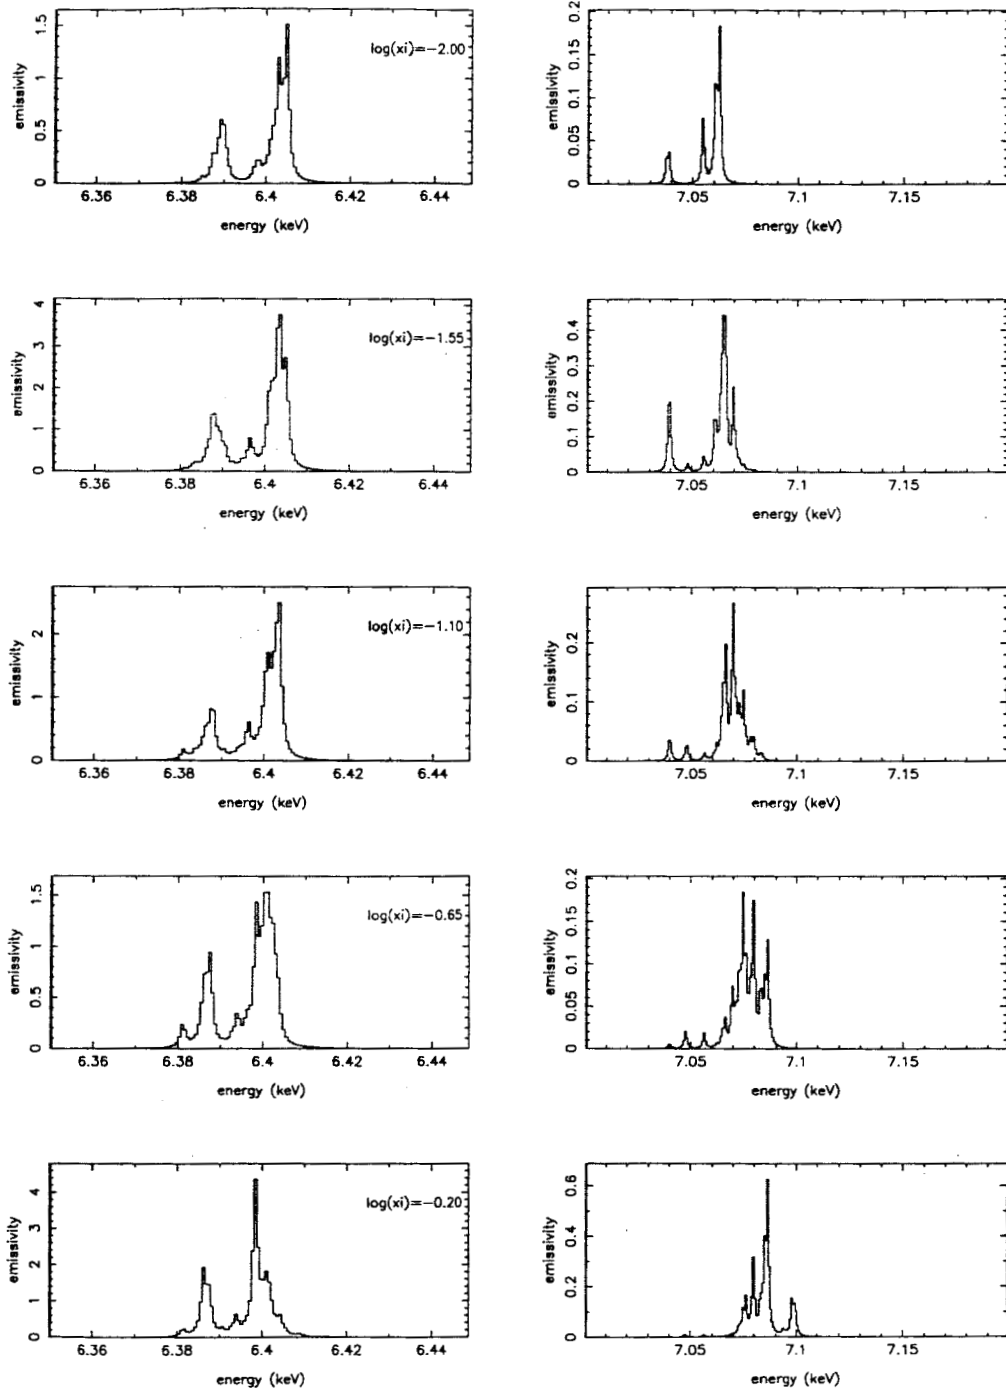 emissivity
0 0.5 1 1.5
log(xi)=−2.00
6.36 6.38 6.4 6.42 6.44
energy (keV)
emissivity
0 0.05 0.1 0.15 0.2
7.05 7.1 7.15
energy (keV)
emissivity
0 1 2 3 4
log(xi)=−1.55
6.36 6.38 6.4 6.42 6.44
energy (keV)
emissivity
0 0.1 0.2 0.3 0.4
7.05 7.1 7.15
energy (keV)
emissivity
0 1 2
log(xi)=−1.10
6.36 6.38 6.4 6.42 6.44
energy (keV)
emissivity
0 0.1 0.2
7.05 7.1 7.15
energy (keV)
emissivity
0 0.5 1 1.5
log(xi)=−0.65
6.36 6.38 6.4 6.42 6.44
energy (keV)
emissivity
0 0.05 0.1 0.15 0.2
7.05 7.1 7.15
energy (keV)
emissivity
0 1 2 3 4
log(xi)=−0.20
6.36 6.38 6.4 6.42 6.44
energy (keV)
emissivity
0 0.2 0.4 0.6
7.05 7.1 7.15
energy (keV)